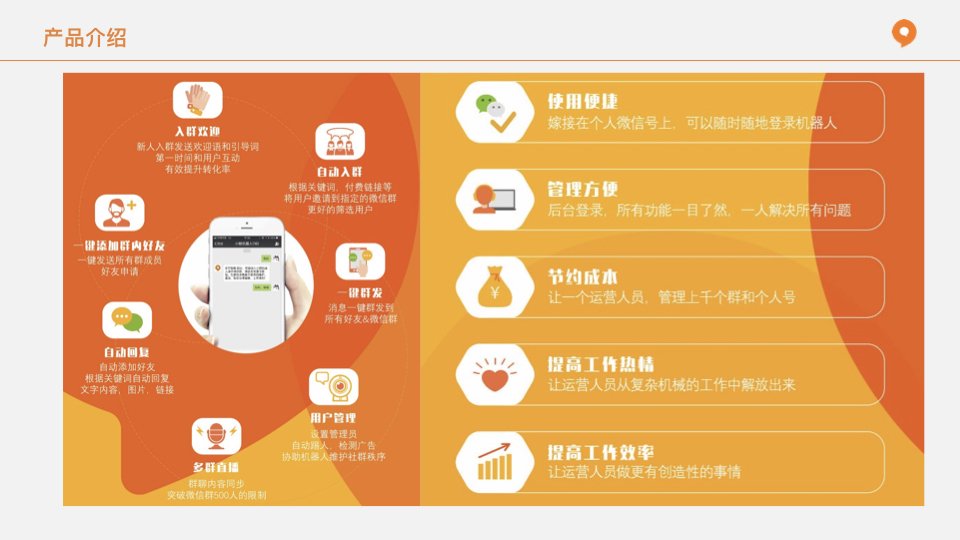 产品介绍
入群欢迎
新人入群发送欢迎语和引导词
第一时间和用户互动
有效提升转化率
自动入群
根据关键词，付费链接等
将用户邀请到指定的微信群
更好的筛选用户
一键添加群内好友
一键发送所有群成员
好友申请
一键群发
消息一键群发到
所有好友&微信群
自动回复
自动添加好友
根据关键词自动回复
文字内容，图片，链接
用户管理
设置管理员
自动踢人，检测广告
协助机器人维护社群秩序
多群直播
群聊内容同步
突破微信群500人的限制
使用便捷
嫁接在个人微信号上，可以随时随地登录机器人
管理方便
后台登录，所有功能一目了然，一人解决所有问题
¥
节约成本
让一个运营人员，管理上千个群和个人号
提高工作热情
让运营人员从复杂机械的工作中解放出来
提高工作效率
让运营人员做更有创造性的事情